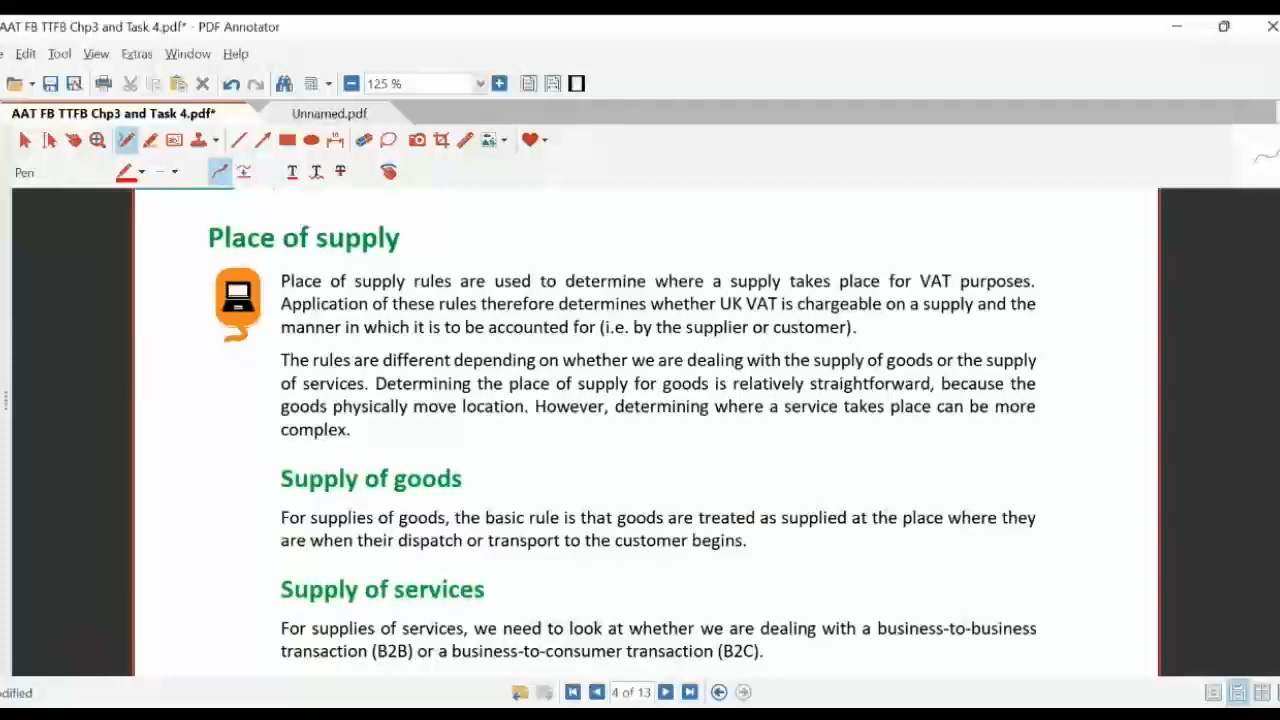 AAT FB TTFB Chp3 and Task 4.pdf* - PDF Annotator
Edit Tool View Extras Window Help
125 %
AAT FB TTFB Chp3 and Task 4.pdf* Unnamed.pdf
Pen
Place of supply
Place of supply rules are used to determine where a supply takes place for VAT purposes.
Application of these rules therefore determines whether UK VAT is chargeable on a supply and the
manner in which it is to be accounted for (i.e. by the supplier or customer).
The rules are different depending on whether we are dealing with the supply of goods or the supply
of services. Determining the place of supply for goods is relatively straightforward, because the
goods physically move location. However, determining where a service takes place can be more
complex.
Supply of goods
For supplies of goods, the basic rule is that goods are treated as supplied at the place where they
are when their dispatch or transport to the customer begins.
Supply of services
For supplies of services, we need to look at whether we are dealing with a business-to-business
transaction (B2B) or a business-to-consumer transaction (B2C).
dified
4 of 13